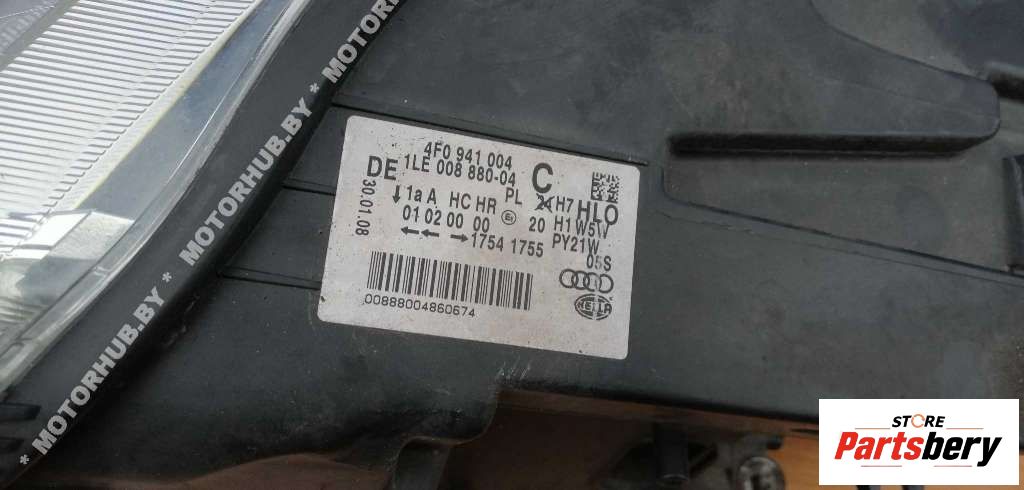 * MOTORHUB.BY * MOTORHUB.BY * MOTORHUB.BY *
4F0 941 004 C
DE 1LE 008 880-04
30.01.08
↓1a A HC HR PL H7 HLO
01 02 00 00 20 H1 W5W
←← →1754 1755 PY21W
05S
00888004860674
HELLA
STORE
Partsbery